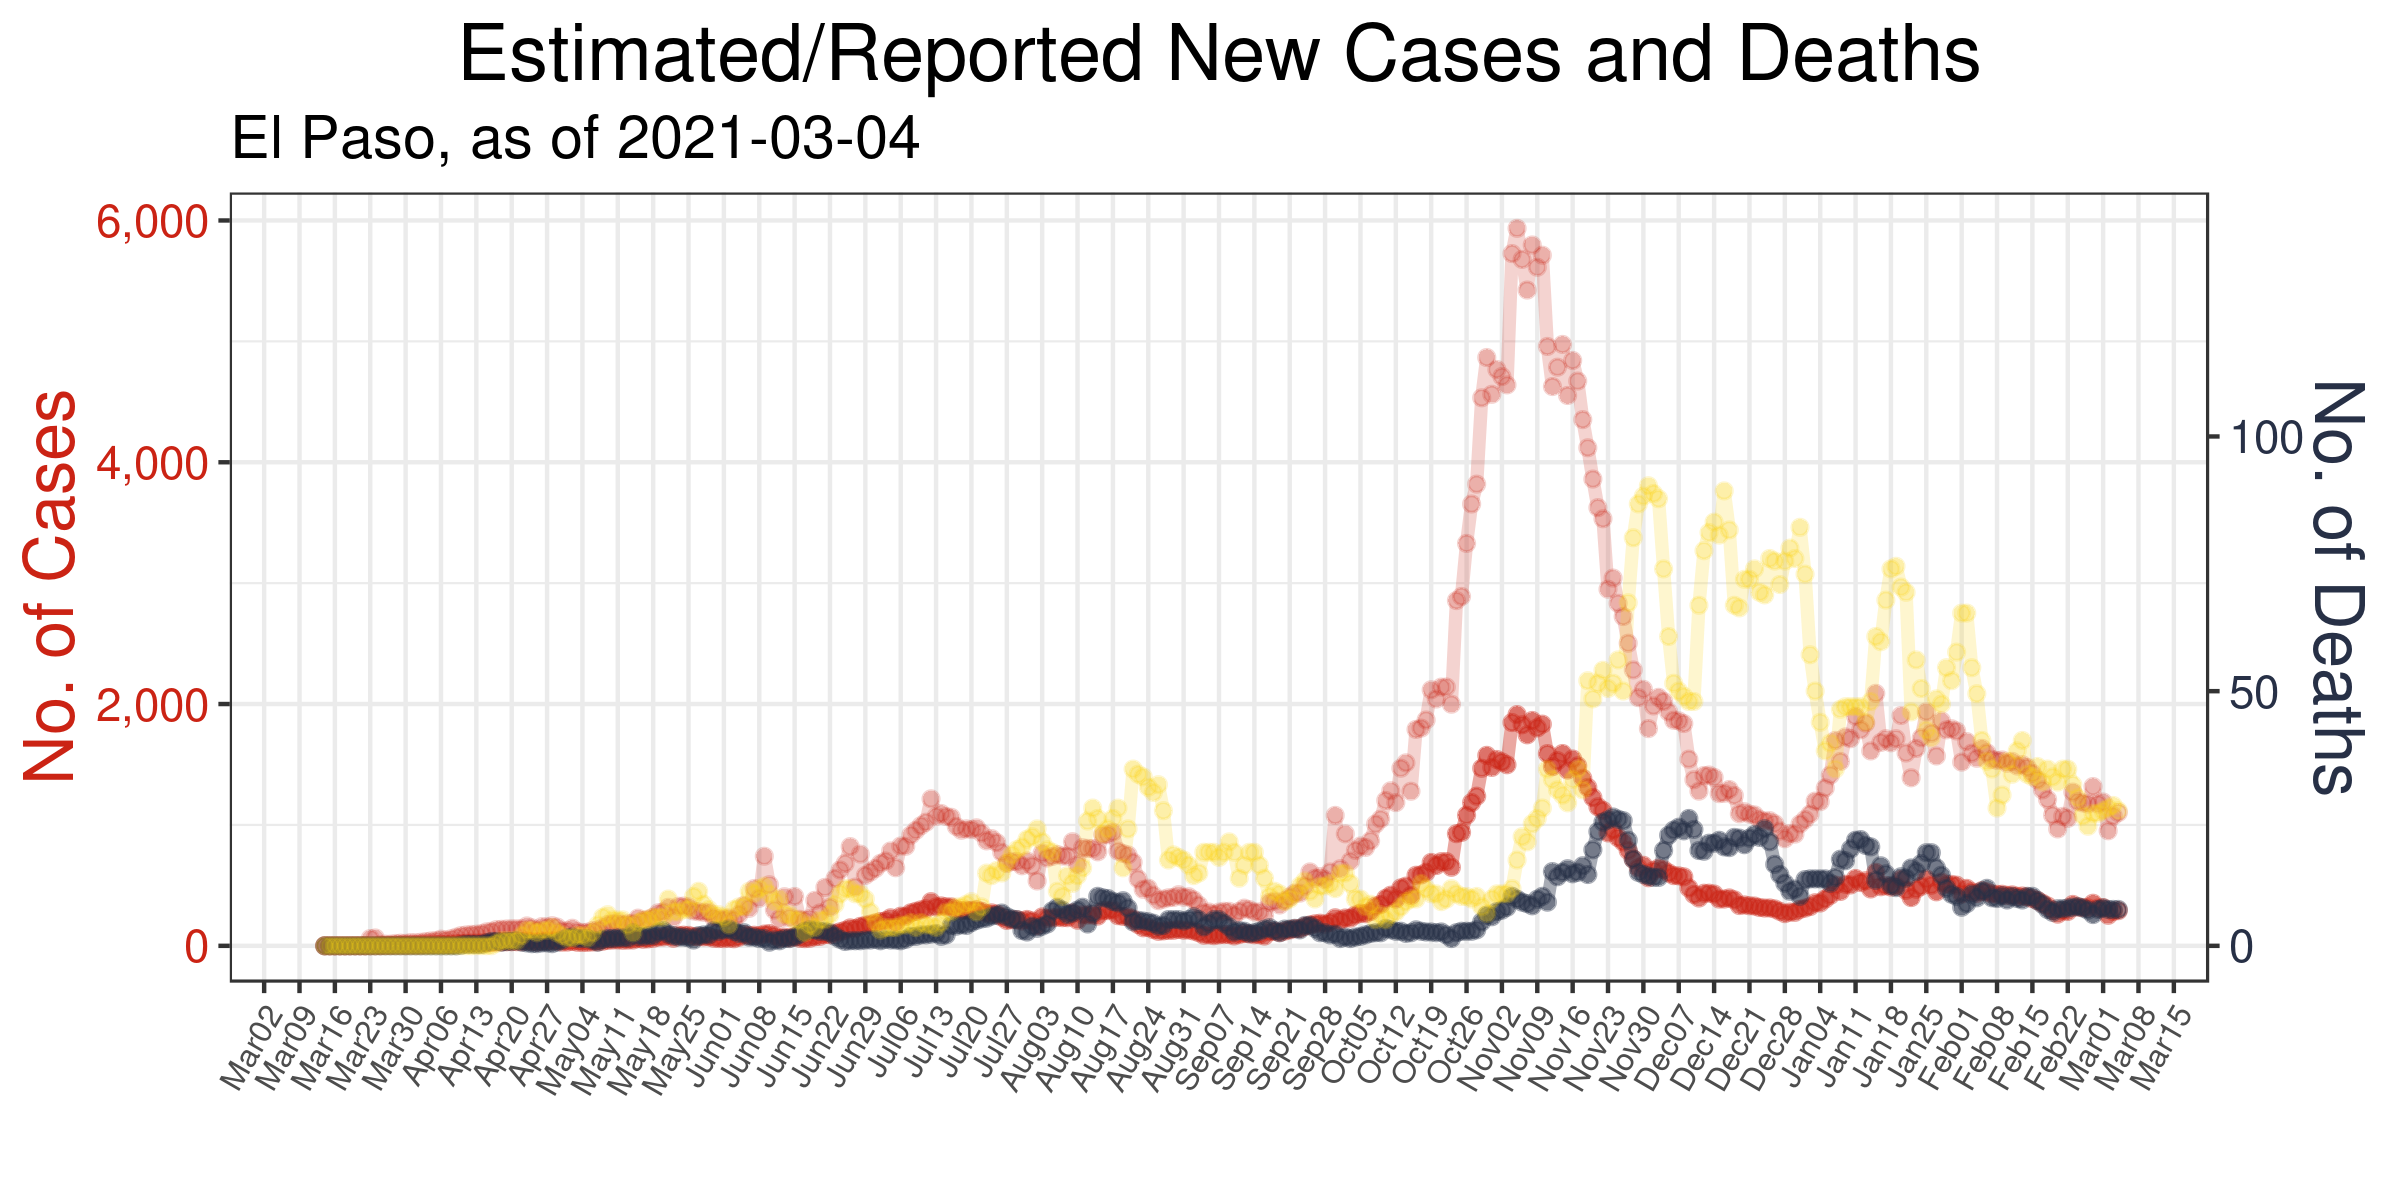 Estimated/Reported New Cases and Deaths
El Paso, as of 2021-03-04
No. of Cases
6,000
4,000
2,000
0
100
50
0
No. of Deaths
Mar02
Mar09
Mar16
Mar23
Mar30
Apr06
Apr13
Apr20
Apr27
May04
May11
May18
May25
Jun01
Jun08
Jun15
Jun22
Jun29
Jul06
Jul13
Jul20
Jul27
Aug03
Aug10
Aug17
Aug24
Aug31
Sep07
Sep14
Sep21
Sep28
Oct05
Oct12
Oct19
Oct26
Nov02
Nov09
Nov16
Nov23
Nov30
Dec07
Dec14
Dec21
Dec28
Dec04
Jan11
Jan18
Jan25
Feb01
Feb08
Feb15
Feb22
Mar01
Mar08
Mar15